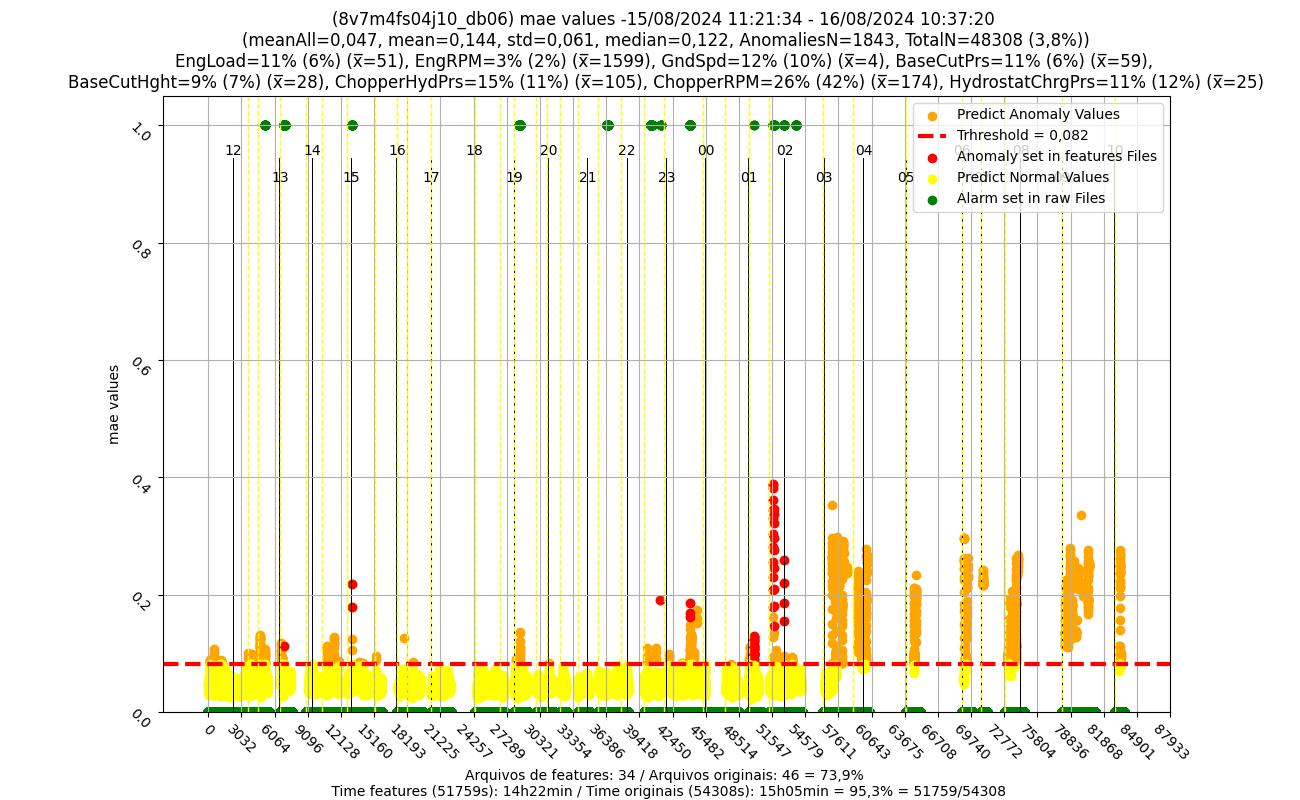 (8v7m4fs04j10_db06) mae values -15/08/2024 11:21:34 - 16/08/2024 10:37:20
(meanAll=0,047, mean=0,144, std=0,061, median=0,122, AnomaliesN=1843, TotalN=48308 (3,8%))
EngLoad=11% (6%) (x̅=51), EngRPM=3% (2%) (x̅=1599), GndSpd=12% (10%) (x̅=4), BaseCutPrs=11% (6%) (x̅=59),
BaseCutHght=9% (7%) (x̅=28), ChopperHydPrs=15% (11%) (x̅=105), ChopperRPM=26% (42%) (x̅=174), HydrostatChrgPrs=11% (12%) (x̅=25)
Predict Anomaly Values
Trhreshold = 0,082
Anomaly set in features Files
Predict Normal Values
Alarm set in raw Files
12 14 16 18 20 22 00 02 04 06 08 10
13 15 17 19 21 23 01 03 05
mae values
1.0
0.8
0.6
0.4
0.2
0.0
0 3032 6064 9096 12128 15160 18193 21225 24257 27289 30321 33354 36386 39418 42450 45482 48514 51547 54579 57611 60643 63675 66708 69740 72772 75804 78836 81868 84901 87933
Arquivos de features: 34 / Arquivos originais: 46 = 73,9%
Time features (51759s): 14h22min / Time originais (54308s): 15h05min = 95,3% = 51759/54308